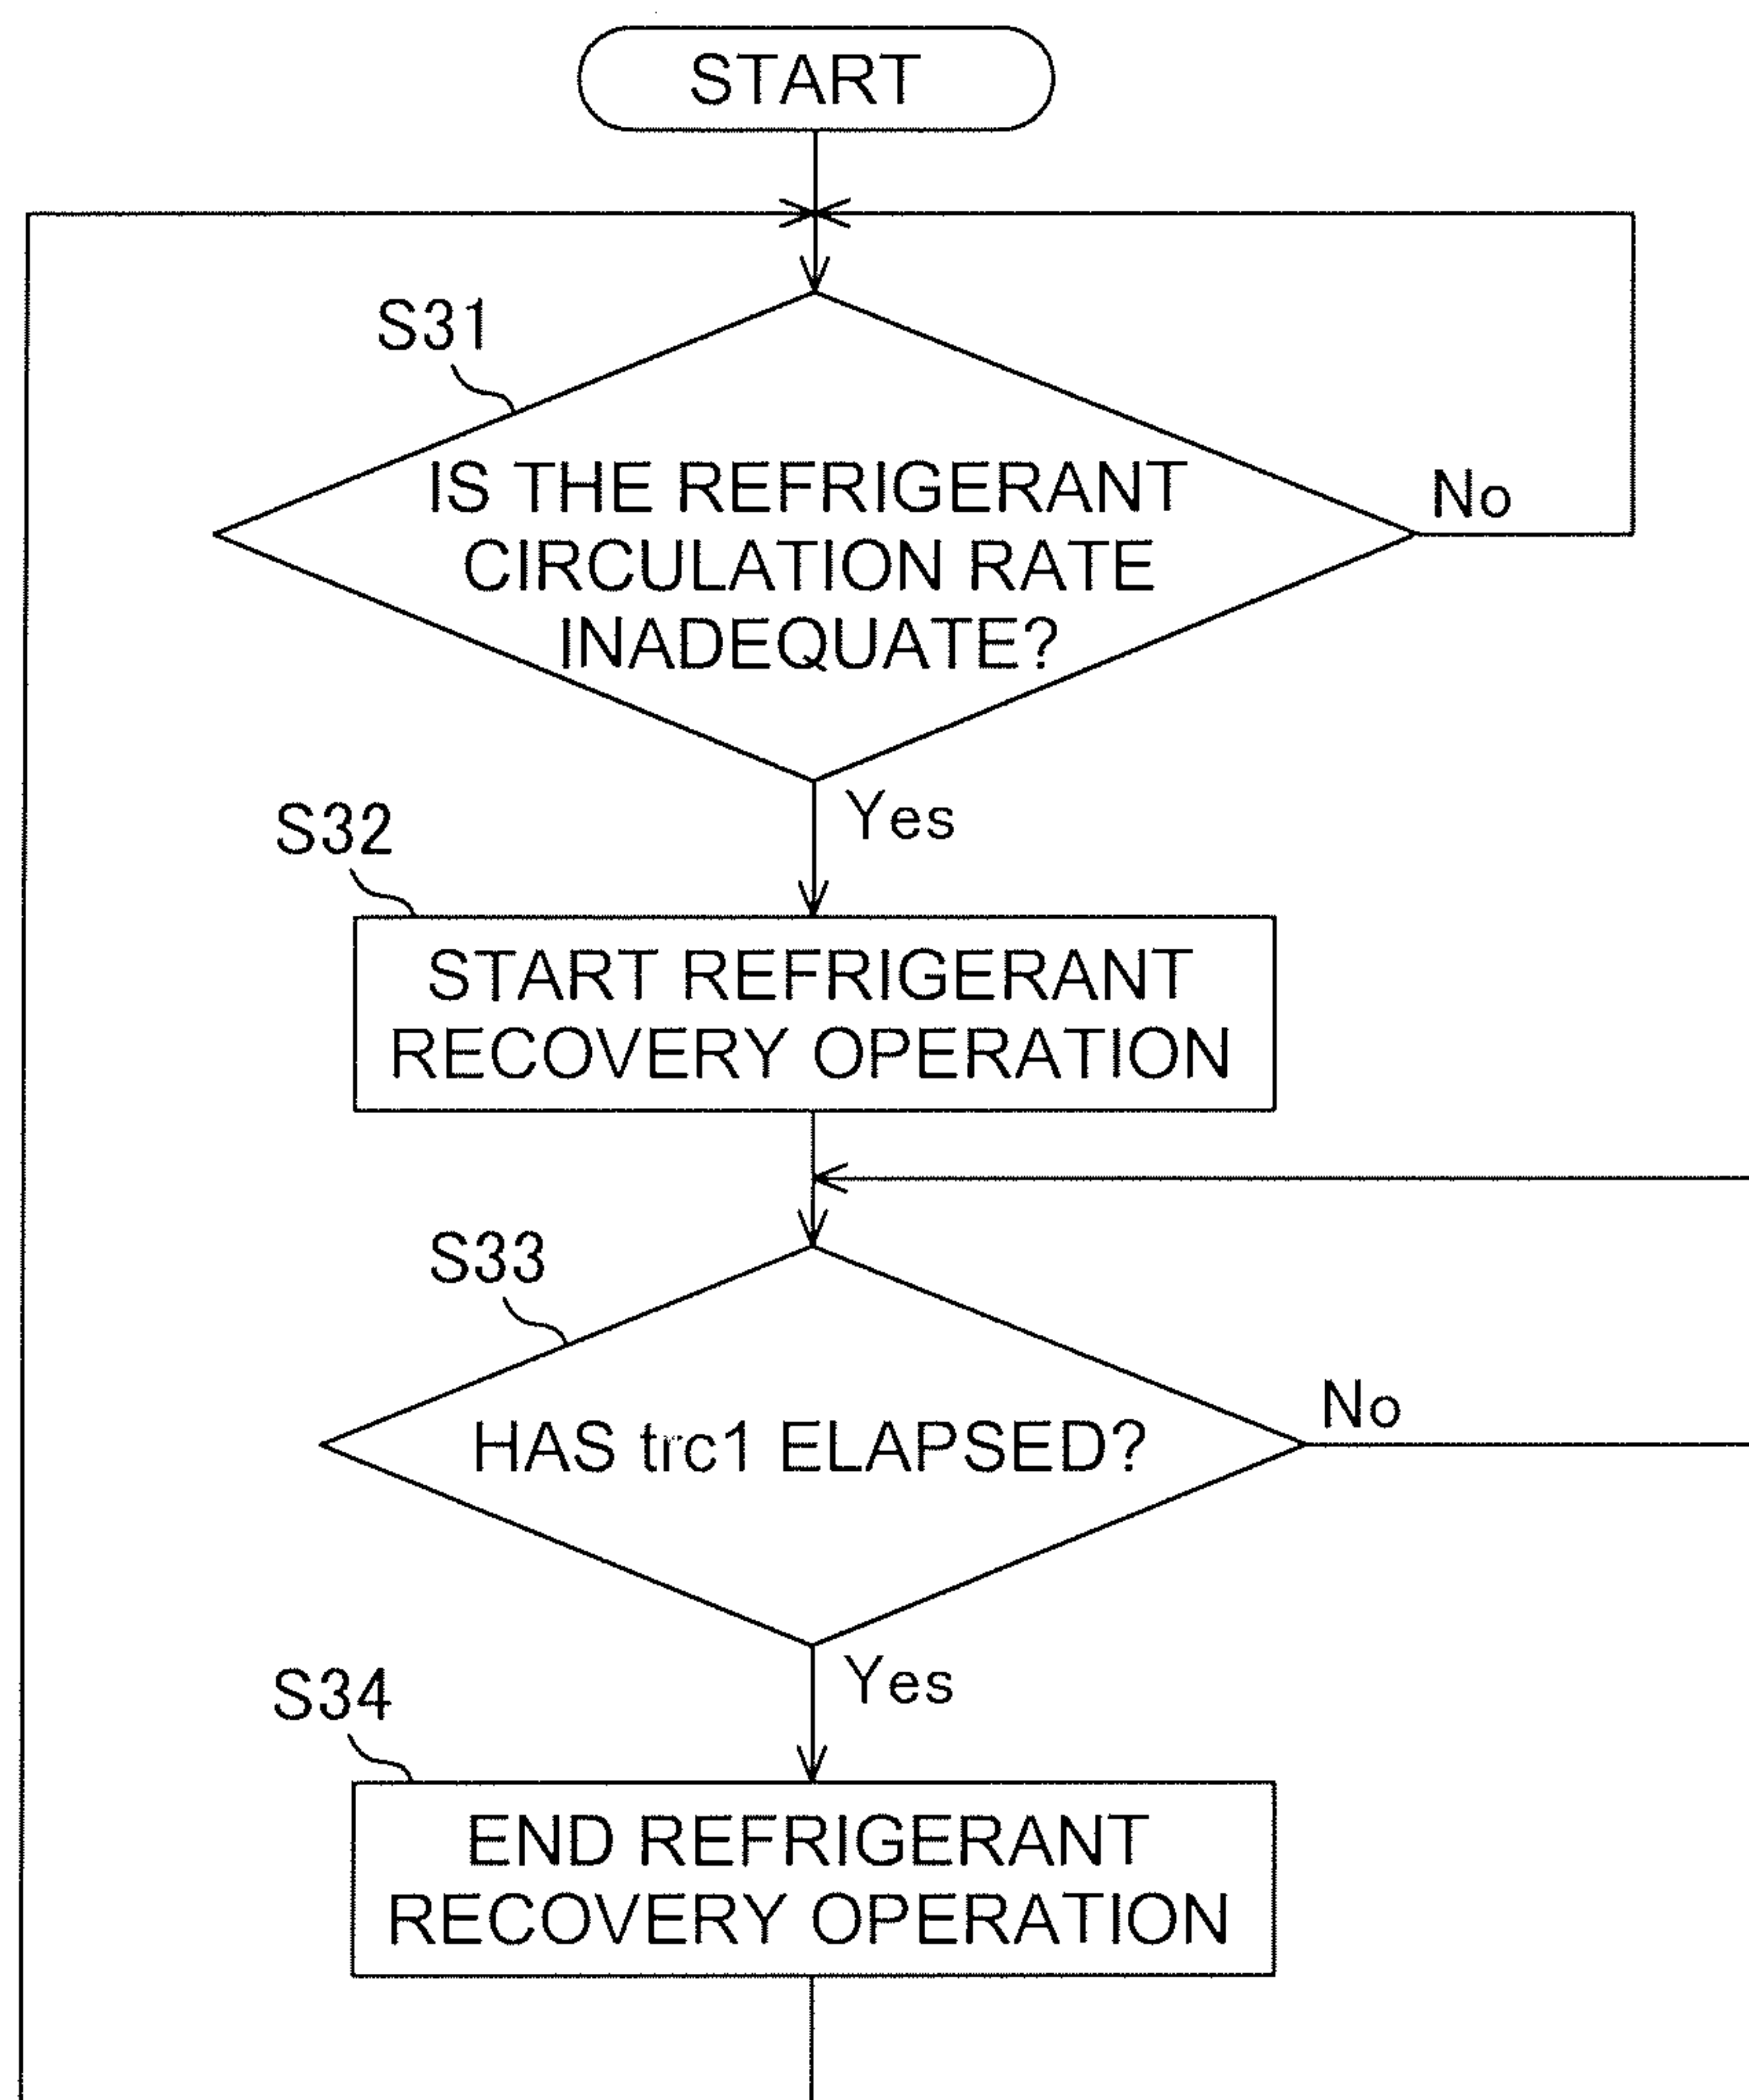 START
S31
IS THE REFRIGERANT
CIRCULATION RATE
INADEQUATE?
No
Yes
S32
START REFRIGERANT
RECOVERY OPERATION
S33
HAS trc1 ELAPSED?
No
Yes
S34
END REFRIGERANT
RECOVERY OPERATION